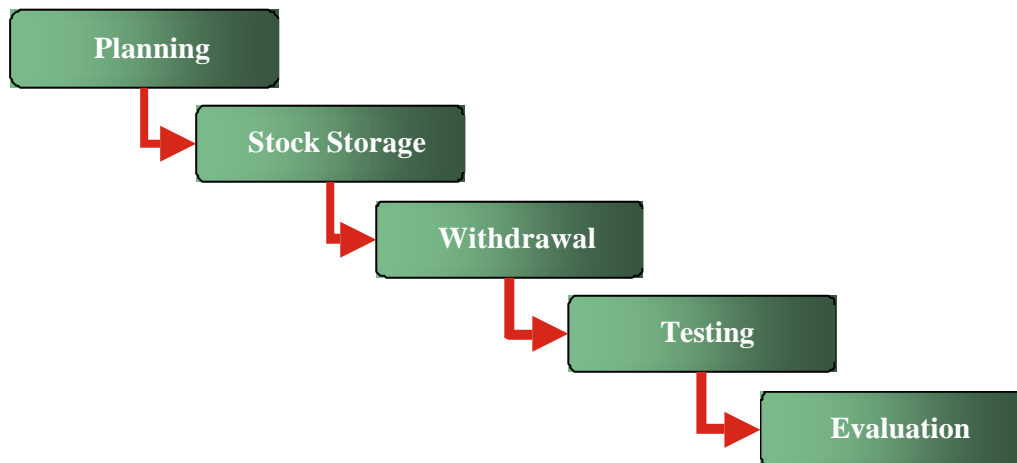 Planning
Stock Storage
Withdrawal
Testing
Evaluation